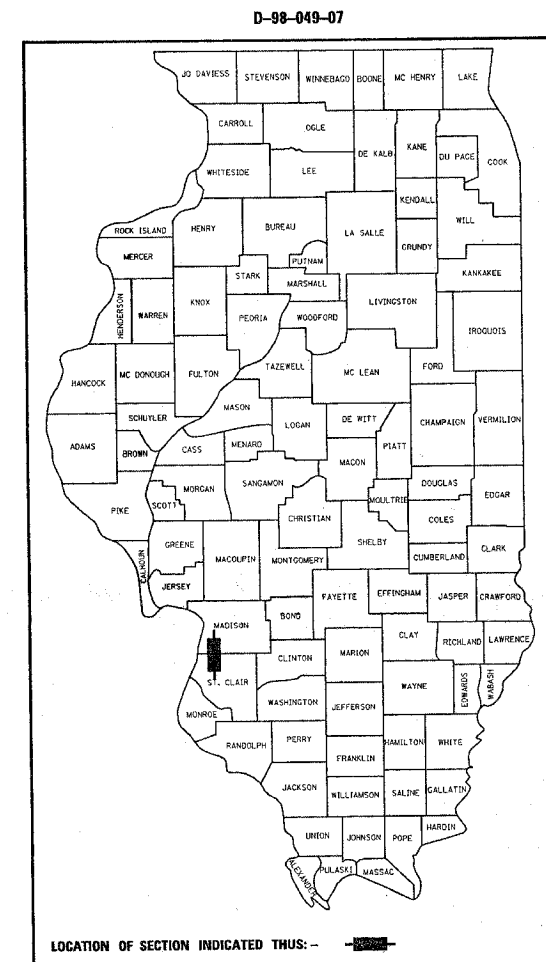 D-98-049-07
JO DAVIESS STEVENSON WINNEBAGO BOONE MC HENRY LAKE
CARROLL OGLE DE KALB KANE DU PAGE COOK
WHITESIDE LEE KENDALL WILL
ROCK ISLAND HENRY BUREAU LA SALLE GRUNDY
MERCER STARK PUTNAM MARSHALL KANKAKEE
HENDERSON WARREN KNOX PEORIA WOODFORD LIVINGSTON IROQUOIS
HANCOCK MC DONOUGH FULTON TAZEWELL MC LEAN FORD
SCHUYLER MASON LOGAN DE WITT CHAMPAIGN VERMILION
ADAMS BROWN CASS MENARD MACON PIATT
PIKE SCOTT MORGAN SANGAMON MOULTRIE DOUGLAS EDGAR
GREENE CHRISTIAN COLES
CALHOUN JERSEY MACOUPIN MONTGOMERY SHELBY CUMBERLAND CLARK
MADISON BOND FAYETTE EFFINGHAM JASPER CRAWFORD
ST. CLAIR CLINTON MARION CLAY RICHLAND LAWRENCE
MONROE WASHINGTON JEFFERSON WAYNE EDWARDS WABASH
RANDOLPH PERRY FRANKLIN HAMILTON WHITE
JACKSON WILLIAMSON SALINE GALLATIN
UNION JOHNSON POPE HARDIN
ALEXANDER PULASKI MASSAC
LOCATION OF SECTION INDICATED THUS: -